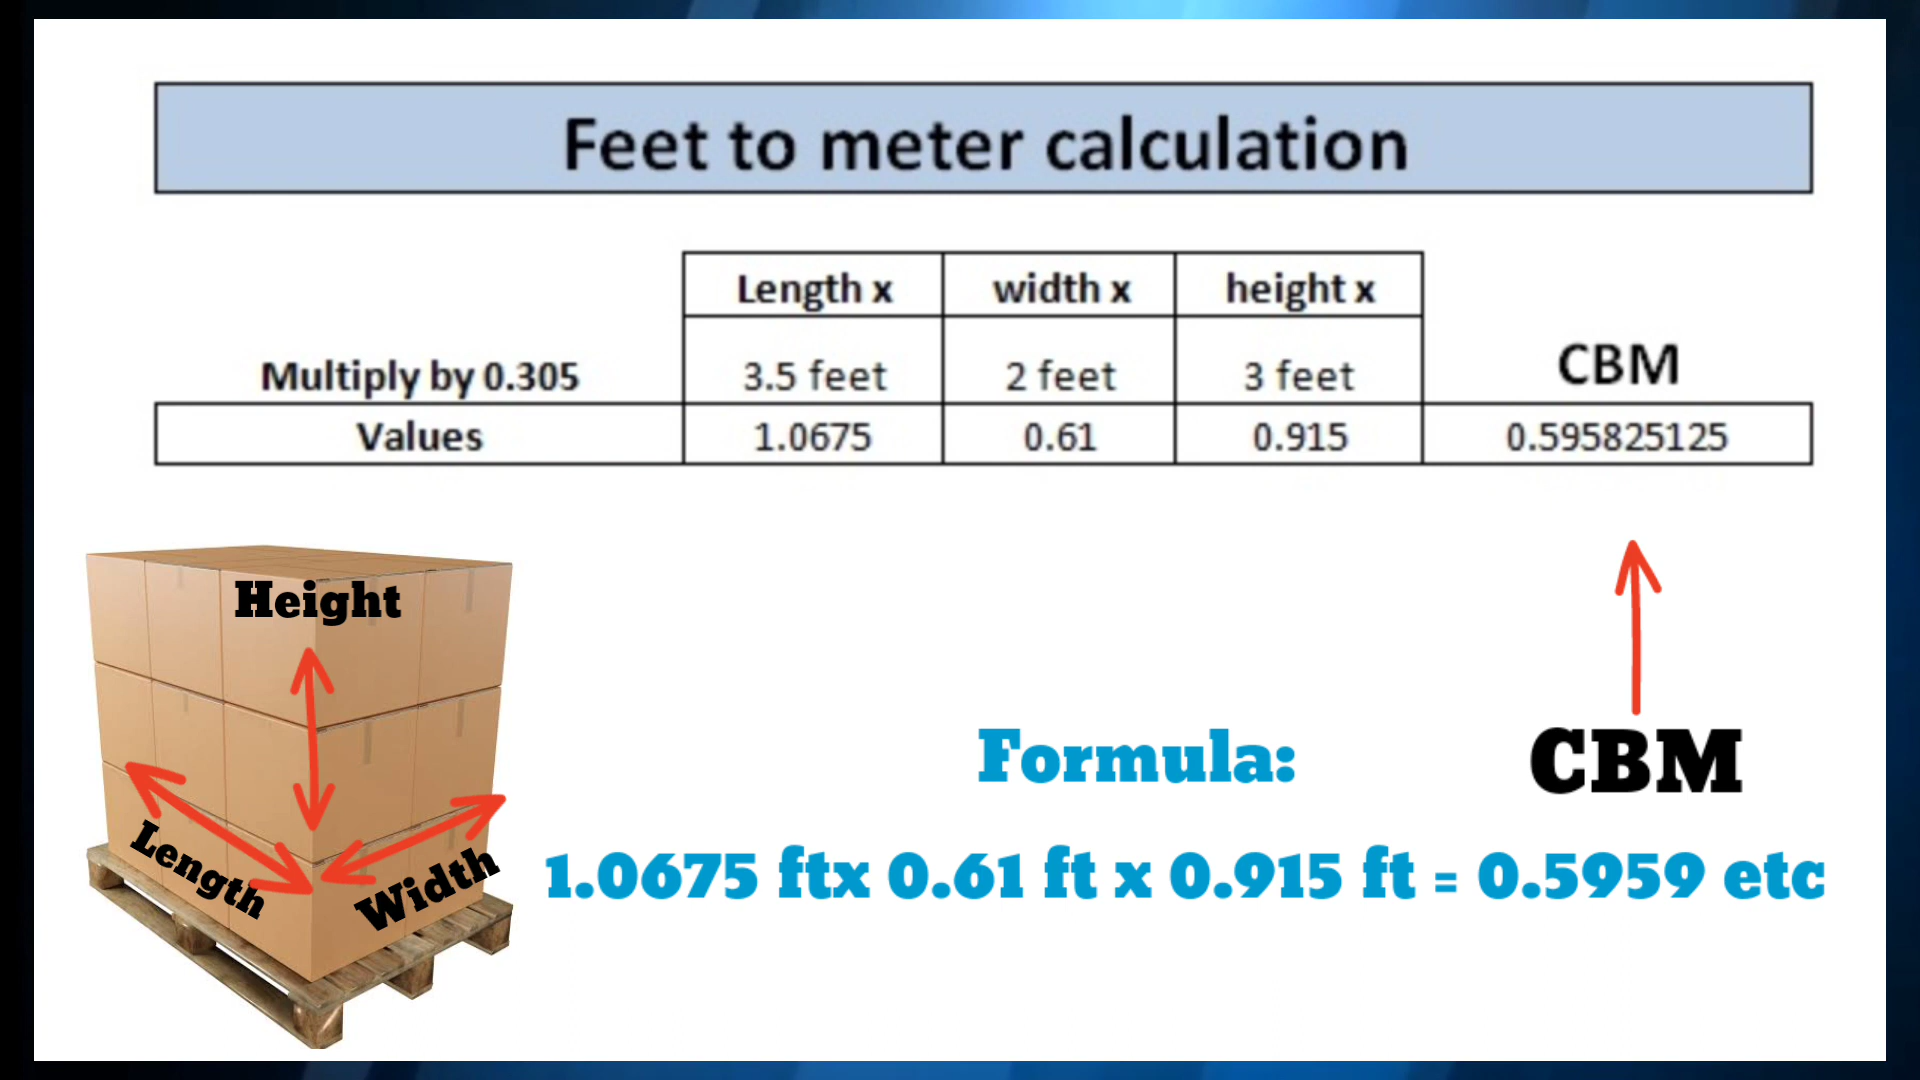 Feet to meter calculation
Length x width x height x
Multiply by 0.305 3.5 feet 2 feet 3 feet CBM
Values 1.0675 0.61 0.915 0.595825125
Height
Length
Width
Formula:
CBM
1.0675 ftx 0.61 ft x 0.915 ft = 0.5959 etc